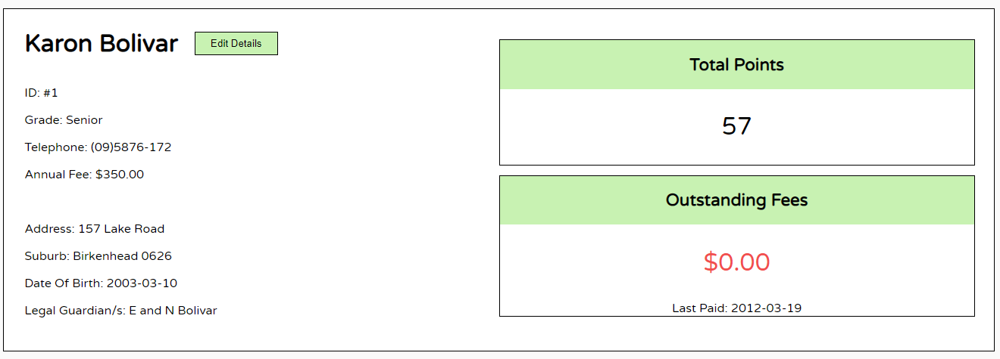 Karon Bolivar
Edit Details
ID: #1
Grade: Senior
Telephone: (09)5876-172
Annual Fee: $350.00
Address: 157 Lake Road
Suburb: Birkenhead 0626
Date Of Birth: 2003-03-10
Legal Guardian/s: E and N Bolivar
Total Points
57
Outstanding Fees
$0.00
Last Paid: 2012-03-19